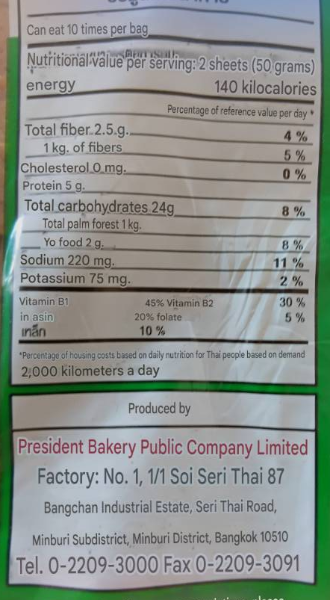 Can eat 10 times per bag
Nutritional value per serving: 2 sheets (50 grams)
energy 140 kilocalories
Percentage of reference value per day *
Total fiber 2.5.g. 4 %
1 kg. of fibers 5 %
Cholesterol 0 mg. 0 %
Protein 5 g.
Total carbohydrates 24g 8 %
Total palm forest 1 kg.
Yo food 2 g. 8 %
Sodium 220 mg. 11 %
Potassium 75 mg. 2 %
Vitamin B1 45% Vitamin B2 30 %
in asin 20% folate 5 %
เหล็ก 10 %
*Percentage of housing costs based on daily nutrition for Thai people based on demand
2,000 kilometers a day
Produced by
President Bakery Public Company Limited
Factory: No. 1, 1/1 Soi Seri Thai 87
Bangchan Industrial Estate, Seri Thai Road,
Minburi Subdistrict, Minburi District, Bangkok 10510
Tel. 0-2209-3000 Fax 0-2209-3091